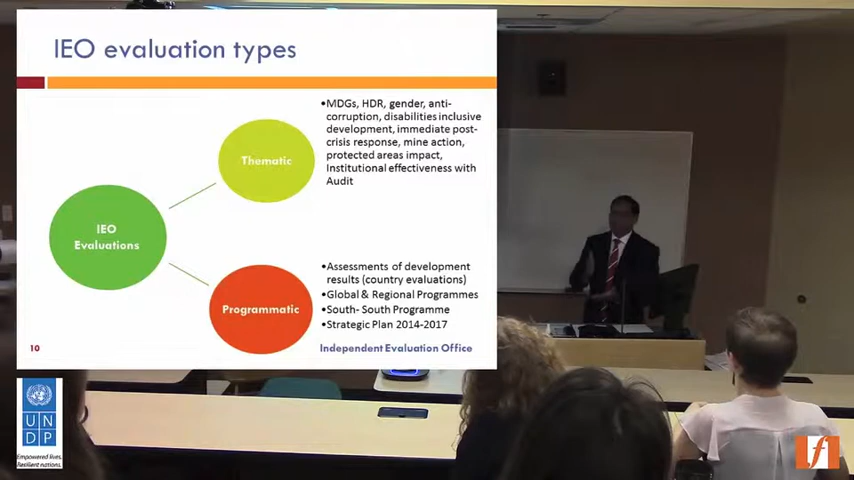 IEO evaluation types
•MDGs, HDR, gender, anti-
corruption, disabilities inclusive
development, immediate post-
crisis response, mine action,
protected areas impact,
Institutional effectiveness with
Audit
Thematic
IEO
Evaluations
Programmatic
•Assessments of development
results (country evaluations)
•Global & Regional Programmes
•South- South Programme
•Strategic Plan 2014-2017
10
Independent Evaluation Office
U N
D P
Empowered lives.
Resilient nations.
f